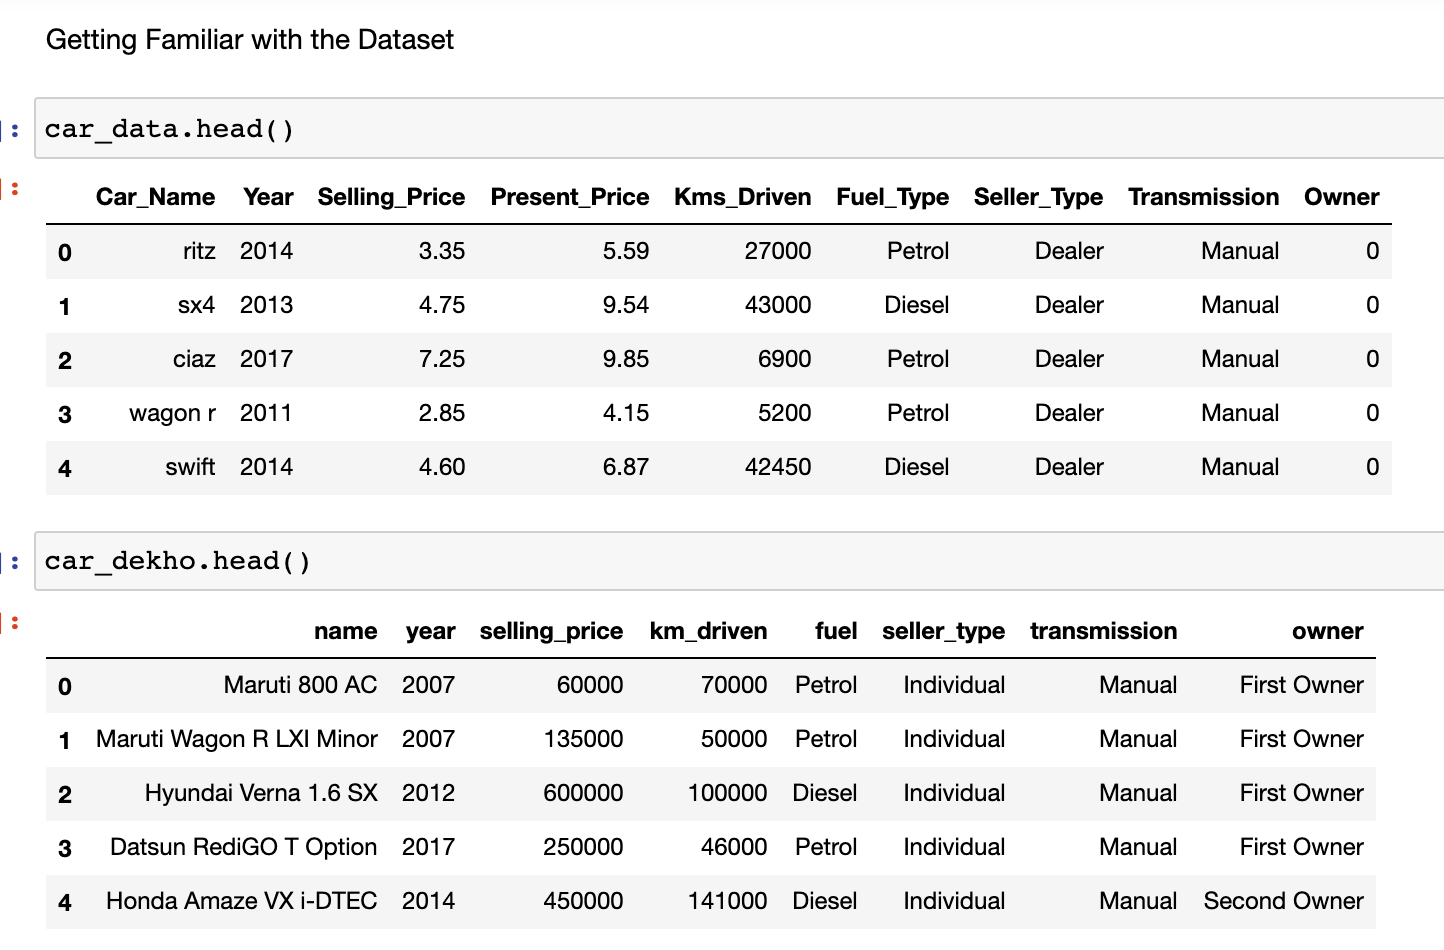 Getting Familiar with the Dataset
]: car_data.head()
]:
Car_Name Year Selling_Price Present_Price Kms_Driven Fuel_Type Seller_Type Transmission Owner
0 ritz 2014 3.35 5.59 27000 Petrol Dealer Manual 0
1 sx4 2013 4.75 9.54 43000 Diesel Dealer Manual 0
2 ciaz 2017 7.25 9.85 6900 Petrol Dealer Manual 0
3 wagon r 2011 2.85 4.15 5200 Petrol Dealer Manual 0
4 swift 2014 4.60 6.87 42450 Diesel Dealer Manual 0
]: car_dekho.head()
]:
name year selling_price km_driven fuel seller_type transmission owner
0 Maruti 800 AC 2007 60000 70000 Petrol Individual Manual First Owner
1 Maruti Wagon R LXI Minor 2007 135000 50000 Petrol Individual Manual First Owner
2 Hyundai Verna 1.6 SX 2012 600000 100000 Diesel Individual Manual First Owner
3 Datsun RediGO T Option 2017 250000 46000 Petrol Individual Manual First Owner
4 Honda Amaze VX i-DTEC 2014 450000 141000 Diesel Individual Manual Second Owner